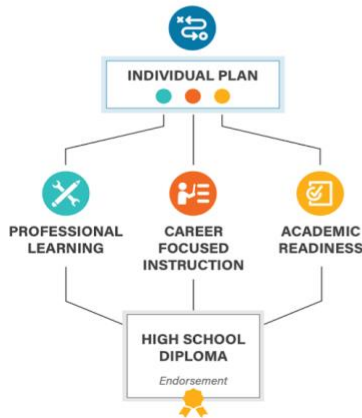 INDIVIDUAL PLAN
PROFESSIONAL
LEARNING
CAREER
FOCUSED
INSTRUCTION
ACADEMIC
READINESS
HIGH SCHOOL
DIPLOMA
Endorsement